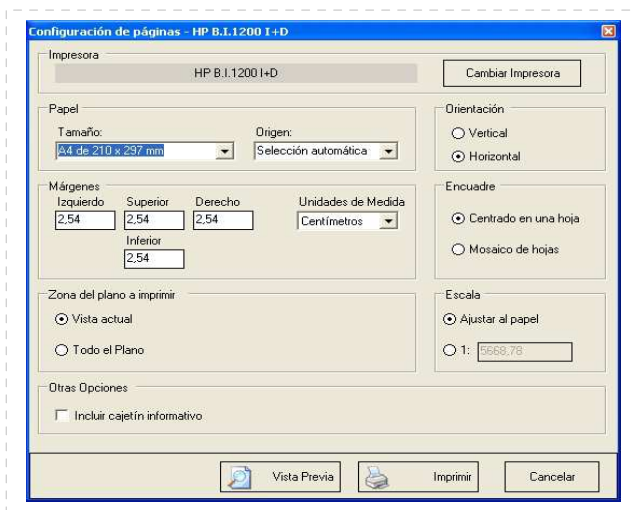 Configuración de páginas - HP B.I.1200 I+D
Impresora
HP B.I.1200 I+D
Cambiar Impresora
Papel
Tamaño:
Origen:
A4 de 210 x 297 mm
Selección automática
Orientación
Vertical
Horizontal
Márgenes
Izquierdo
Superior
Derecho
Unidades de Medida
2,54
2,54
2,54
Centímetros
Inferior
2,54
Encuadre
Centrado en una hoja
Mosaico de hojas
Zona del plano a imprimir
Vista actual
Todo el Plano
Escala
Ajustar al papel
1: 5668,78
Otras Opciones
Incluir cajetín informativo
Vista Previa
Imprimir
Cancelar